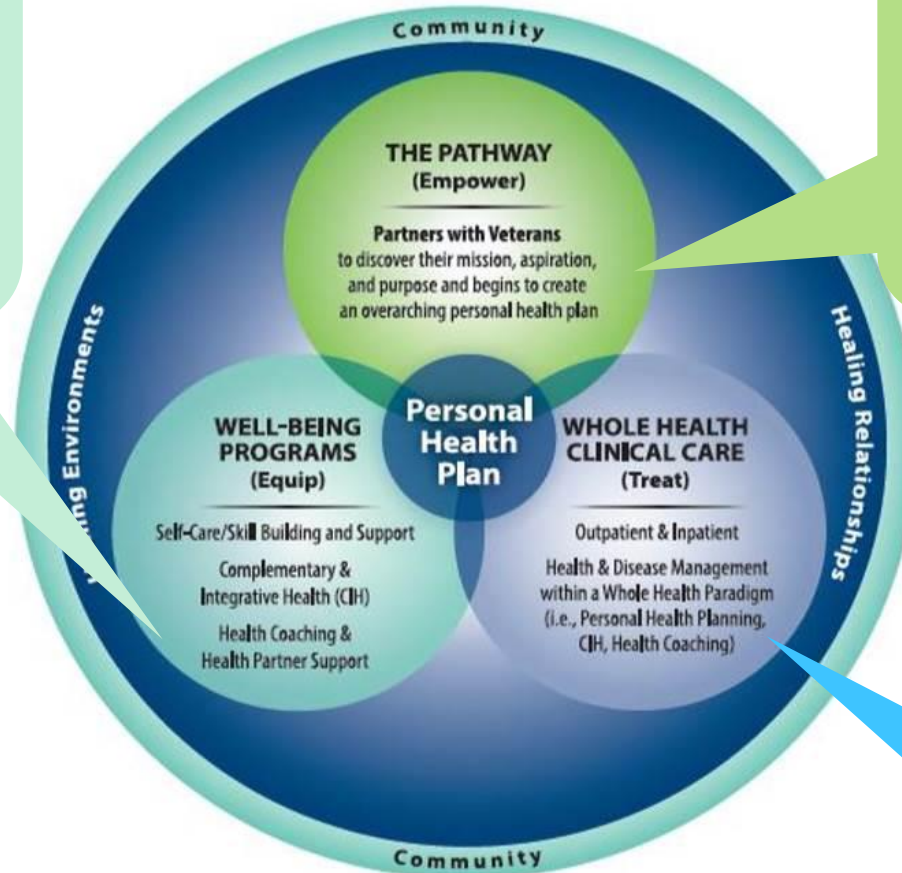 Community
THE PATHWAY
(Empower)
Partners with Veterans
to discover their mission, aspiration,
and purpose and begins to create
an overarching personal health plan
Environments
Healing Relationships
Personal
Health
Plan
WELL-BEING
PROGRAMS
(Equip)
Self-Care/Skill Building and Support
Complementary &
Integrative Health (CIH)
Health Coaching &
Health Partner Support
WHOLE HEALTH
CLINICAL CARE
(Treat)
Outpatient & Inpatient
Health & Disease Management
within a Whole Health Paradigm
(i.e., Personal Health Planning,
CIH, Health Coaching)
Community